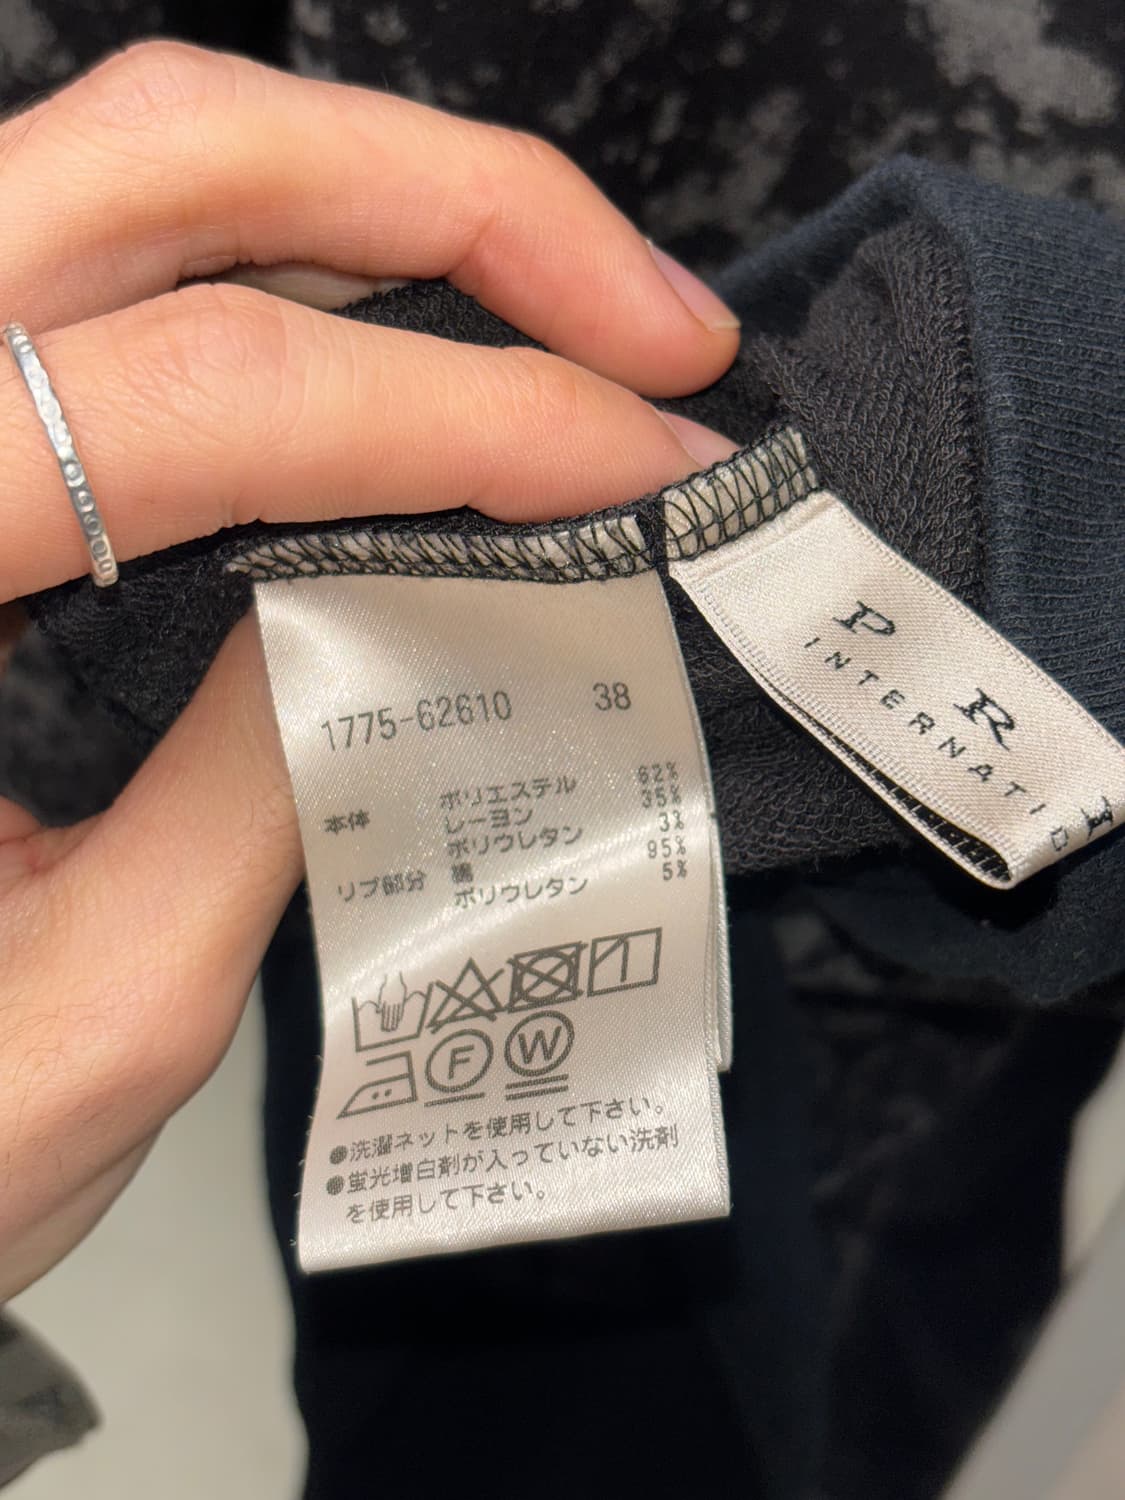 1775-62610 38
本体 ポリエステル 62%
レーヨン 35%
ポリウレタン 3%
リブ部分 綿 95%
ポリウレタン 5%
F W
●洗濯ネットを使用して下さい。
●蛍光増白剤が入っていない洗剤
を使用して下さい。
P R
INTERNATI